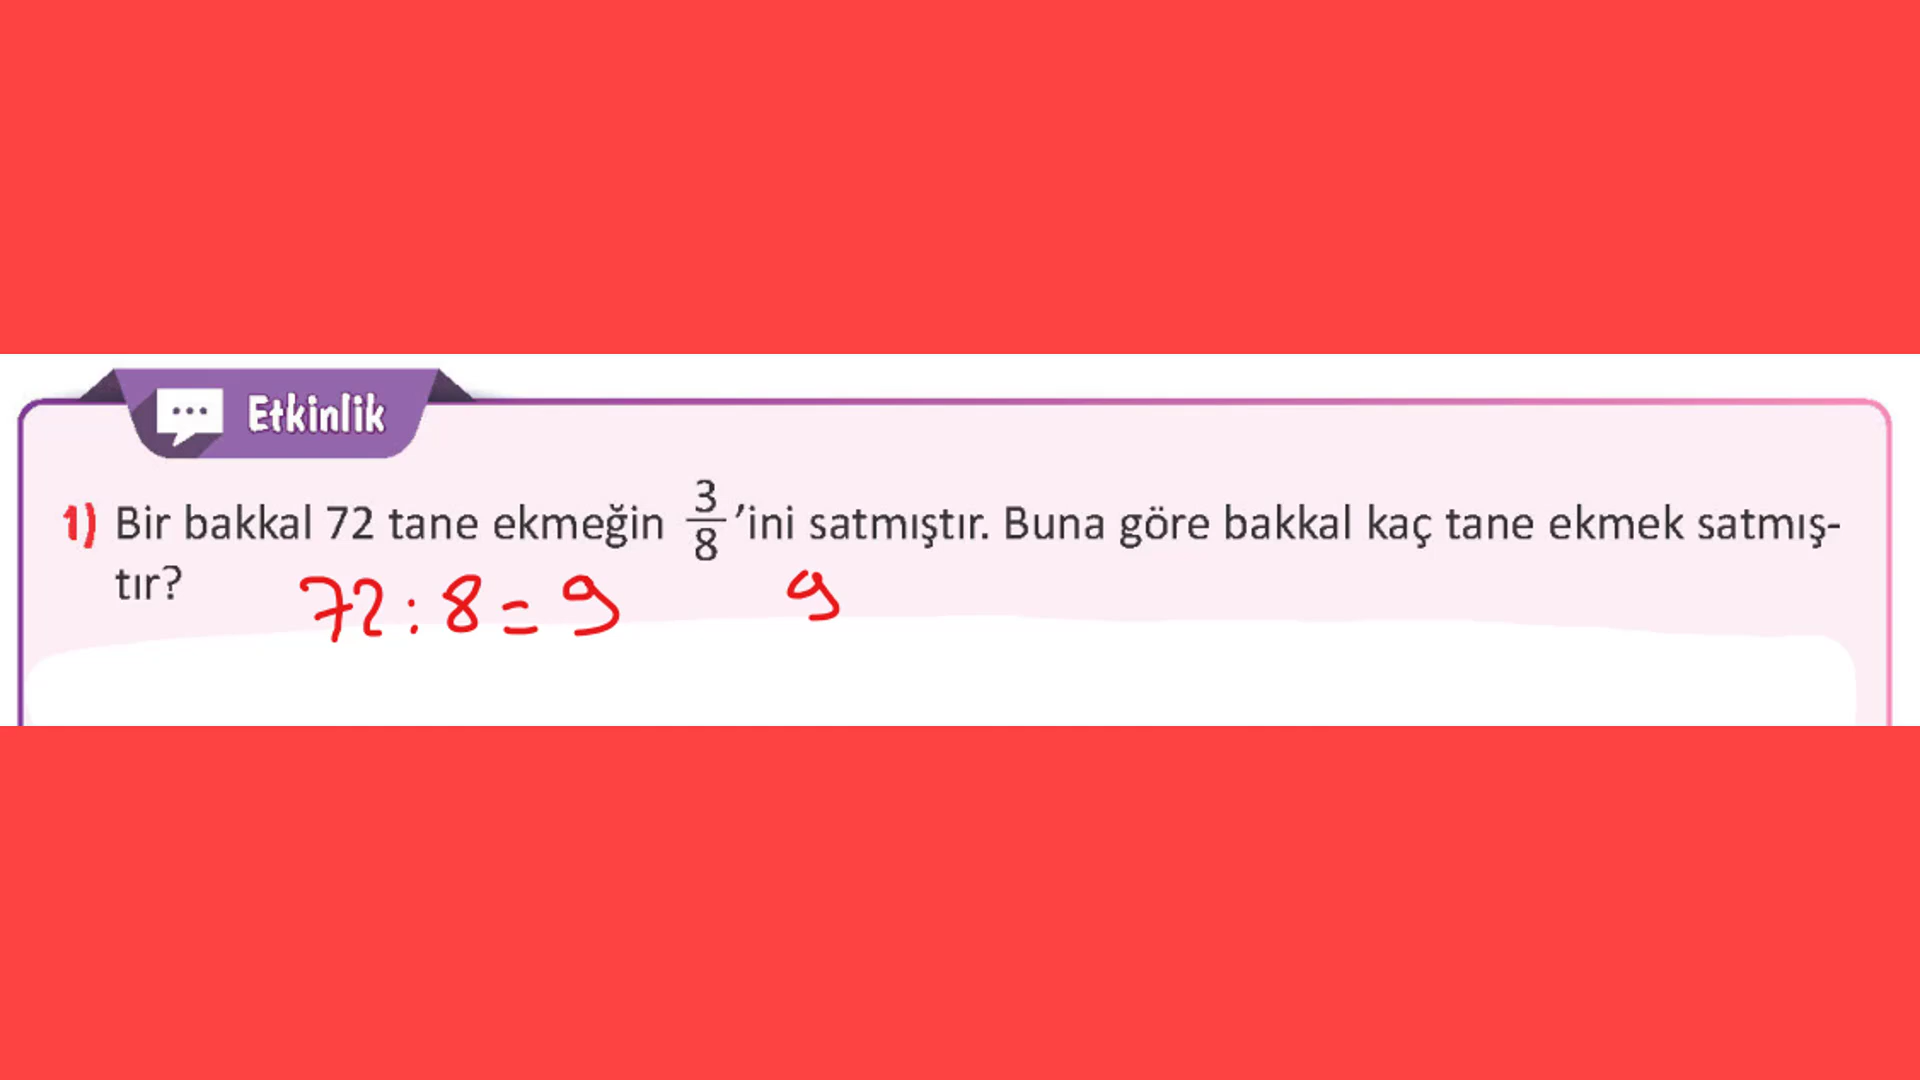 Etkinlik
1) Bir bakkal 72 tane ekmeğin 3/8 'ini satmıştır. Buna göre bakkal kaç tane ekmek satmış-
tır?
72 : 8 = 9 9